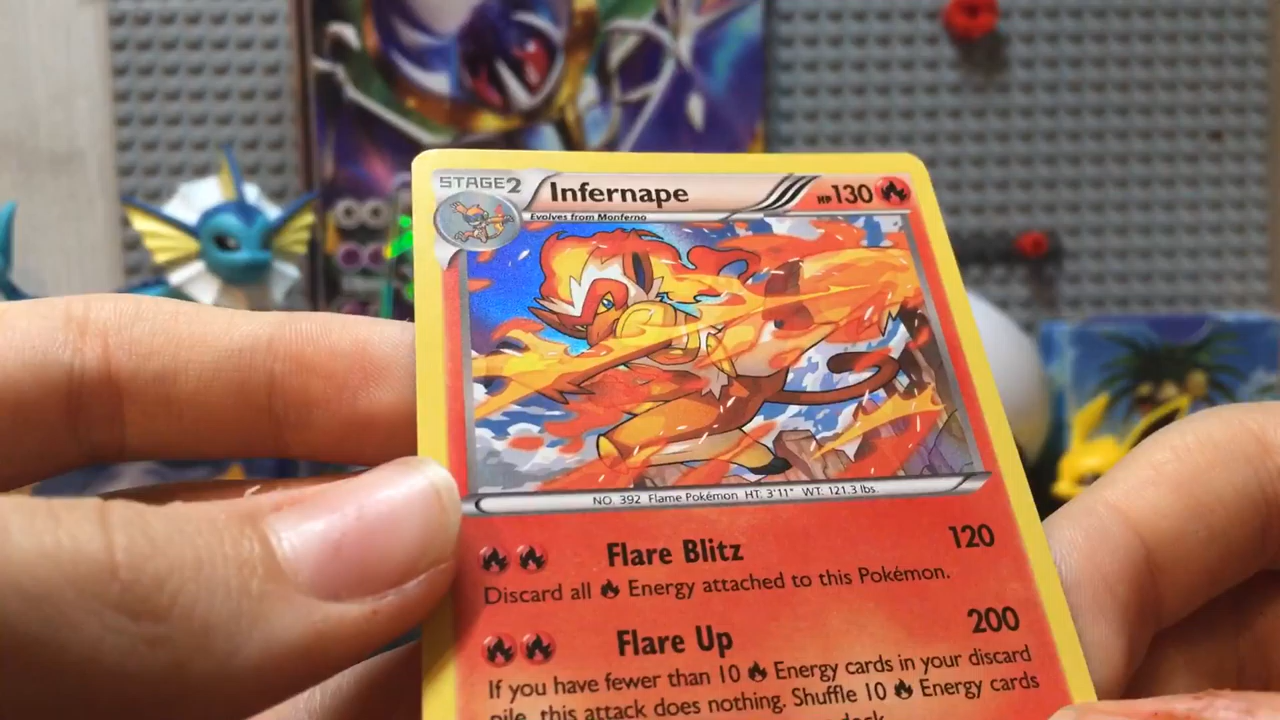 STAGE2
Infernape
HP130
Evolves from Monferno
NO. 392 Flame Pokémon HT: 3'11" WT: 121.3 lbs.
Flare Blitz 120
Discard all Energy attached to this Pokémon.
Flare Up 200
If you have fewer than 10 Energy cards in your discard
pile, this attack does nothing. Shuffle 10 Energy cards
deck.